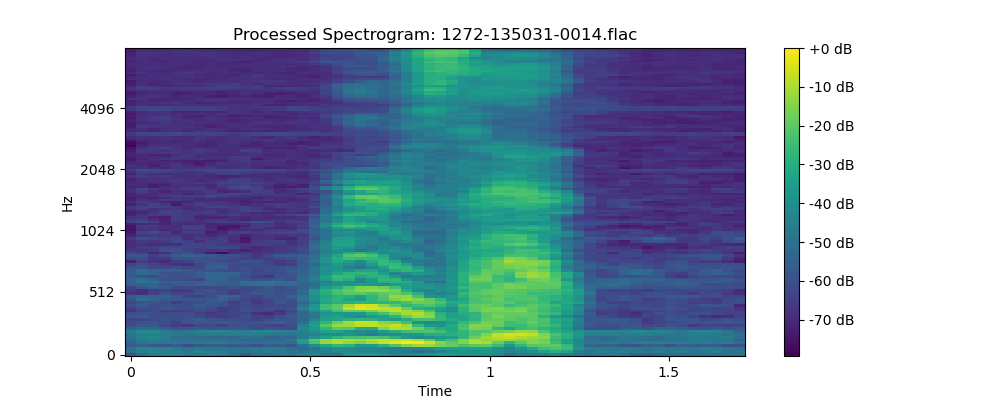 Processed Spectrogram: 1272-135031-0014.flac
Hz
4096
2048
1024
512
0
0
0.5
1
1.5
Time
+0 dB
-10 dB
-20 dB
-30 dB
-40 dB
-50 dB
-60 dB
-70 dB